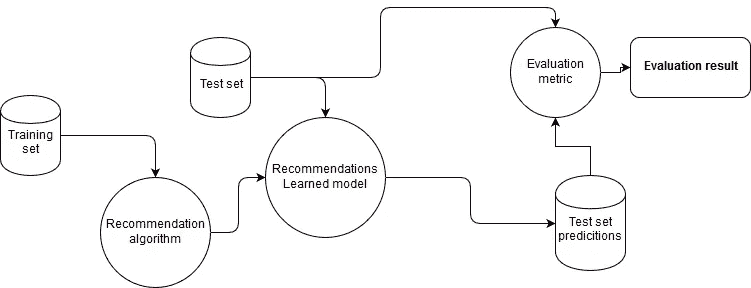 Training
set
Test set
Recommendation
algorithm
Recommendations
Learned model
Evaluation
metric
Evaluation result
Test set
predicitions